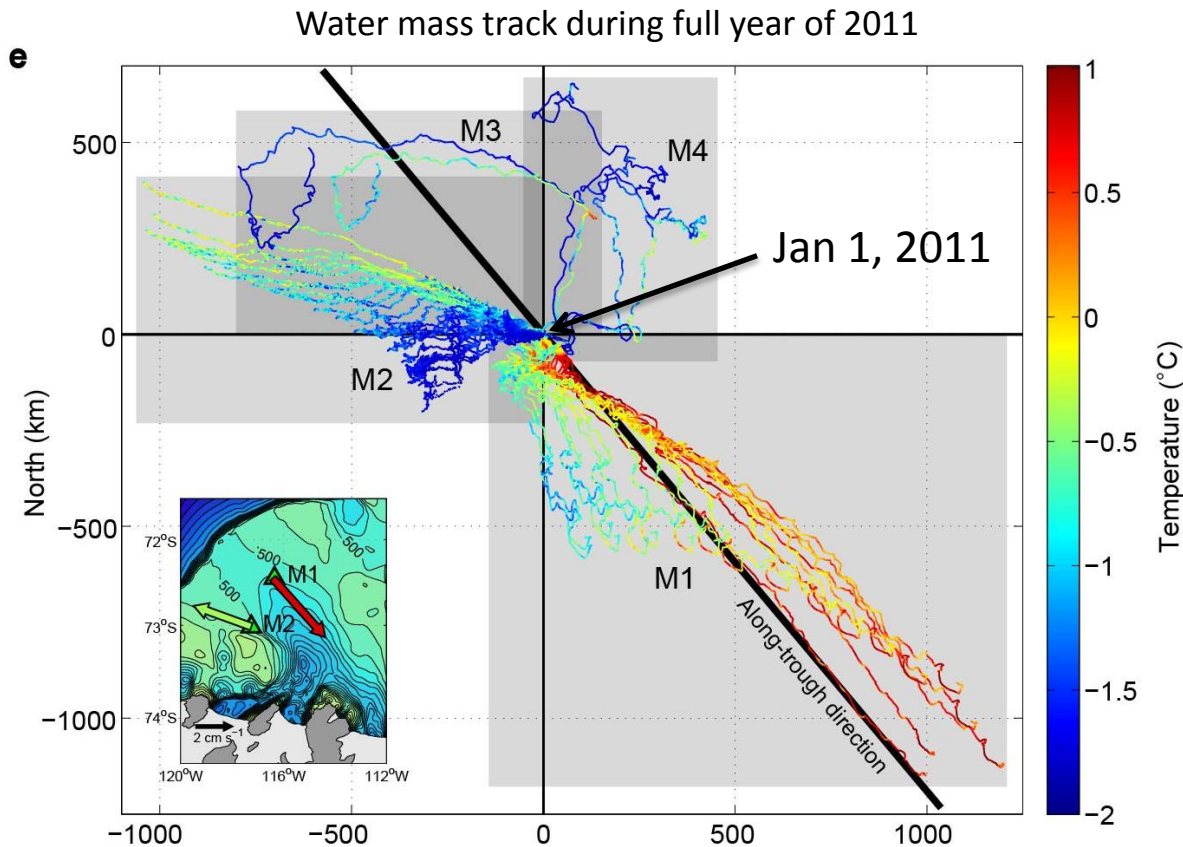 Water mass track during full year of 2011
e
M3
M4
Jan 1, 2011
M2
M1
Along-trough direction
North (km)
500
0
−500
−1000
−1000
−500
0
500
1000
1
0.5
0
−0.5
−1
−1.5
−2
Temperature (°C)
72°S
73°S
74°S
500
500
500
M1
M2
2 cm s⁻¹
120°W
116°W
112°W